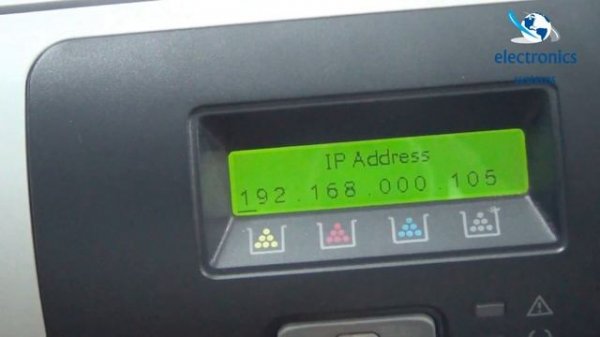 electronics
IP Address
192.168.000.105